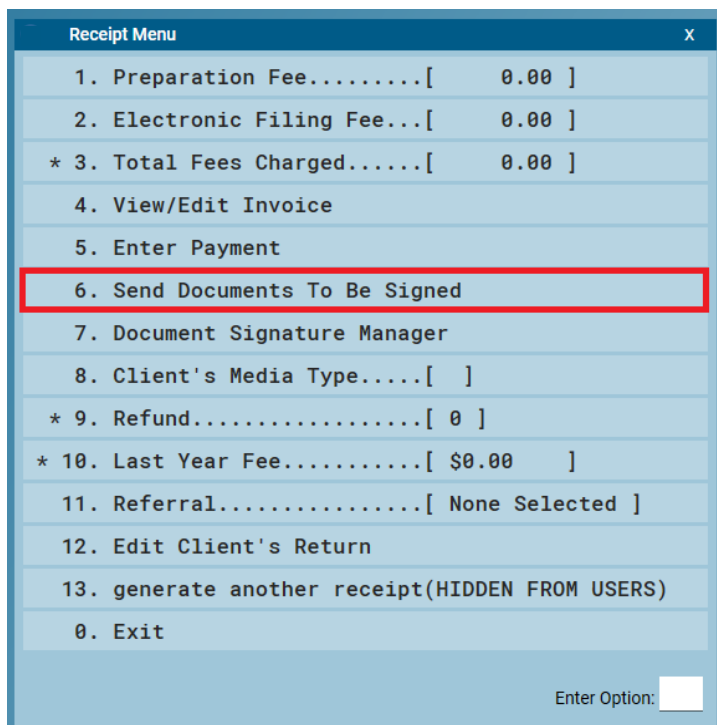 Receipt Menu X
1. Preparation Fee.........[ 0.00 ]
2. Electronic Filing Fee...[ 0.00 ]
* 3. Total Fees Charged......[ 0.00 ]
4. View/Edit Invoice
5. Enter Payment
6. Send Documents To Be Signed
7. Document Signature Manager
8. Client's Media Type.....[ ]
* 9. Refund..................[ 0 ]
* 10. Last Year Fee...........[ $0.00 ]
11. Referral................[ None Selected ]
12. Edit Client's Return
13. generate another receipt(HIDDEN FROM USERS)
0. Exit
Enter Option: